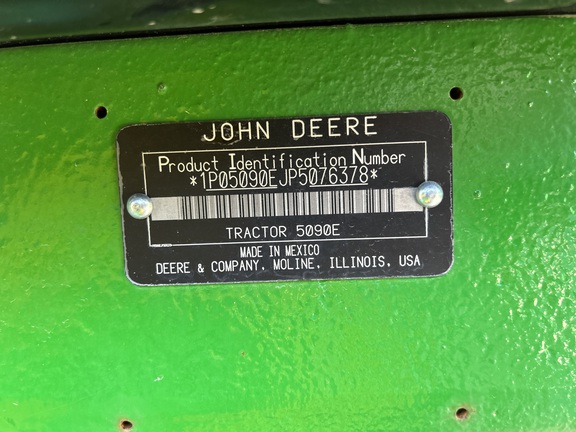 JOHN DEERE
Product Identification Number
*1P05090EJP5076378*
TRACTOR 5090E
MADE IN MEXICO
DEERE & COMPANY, MOLINE, ILLINOIS, USA